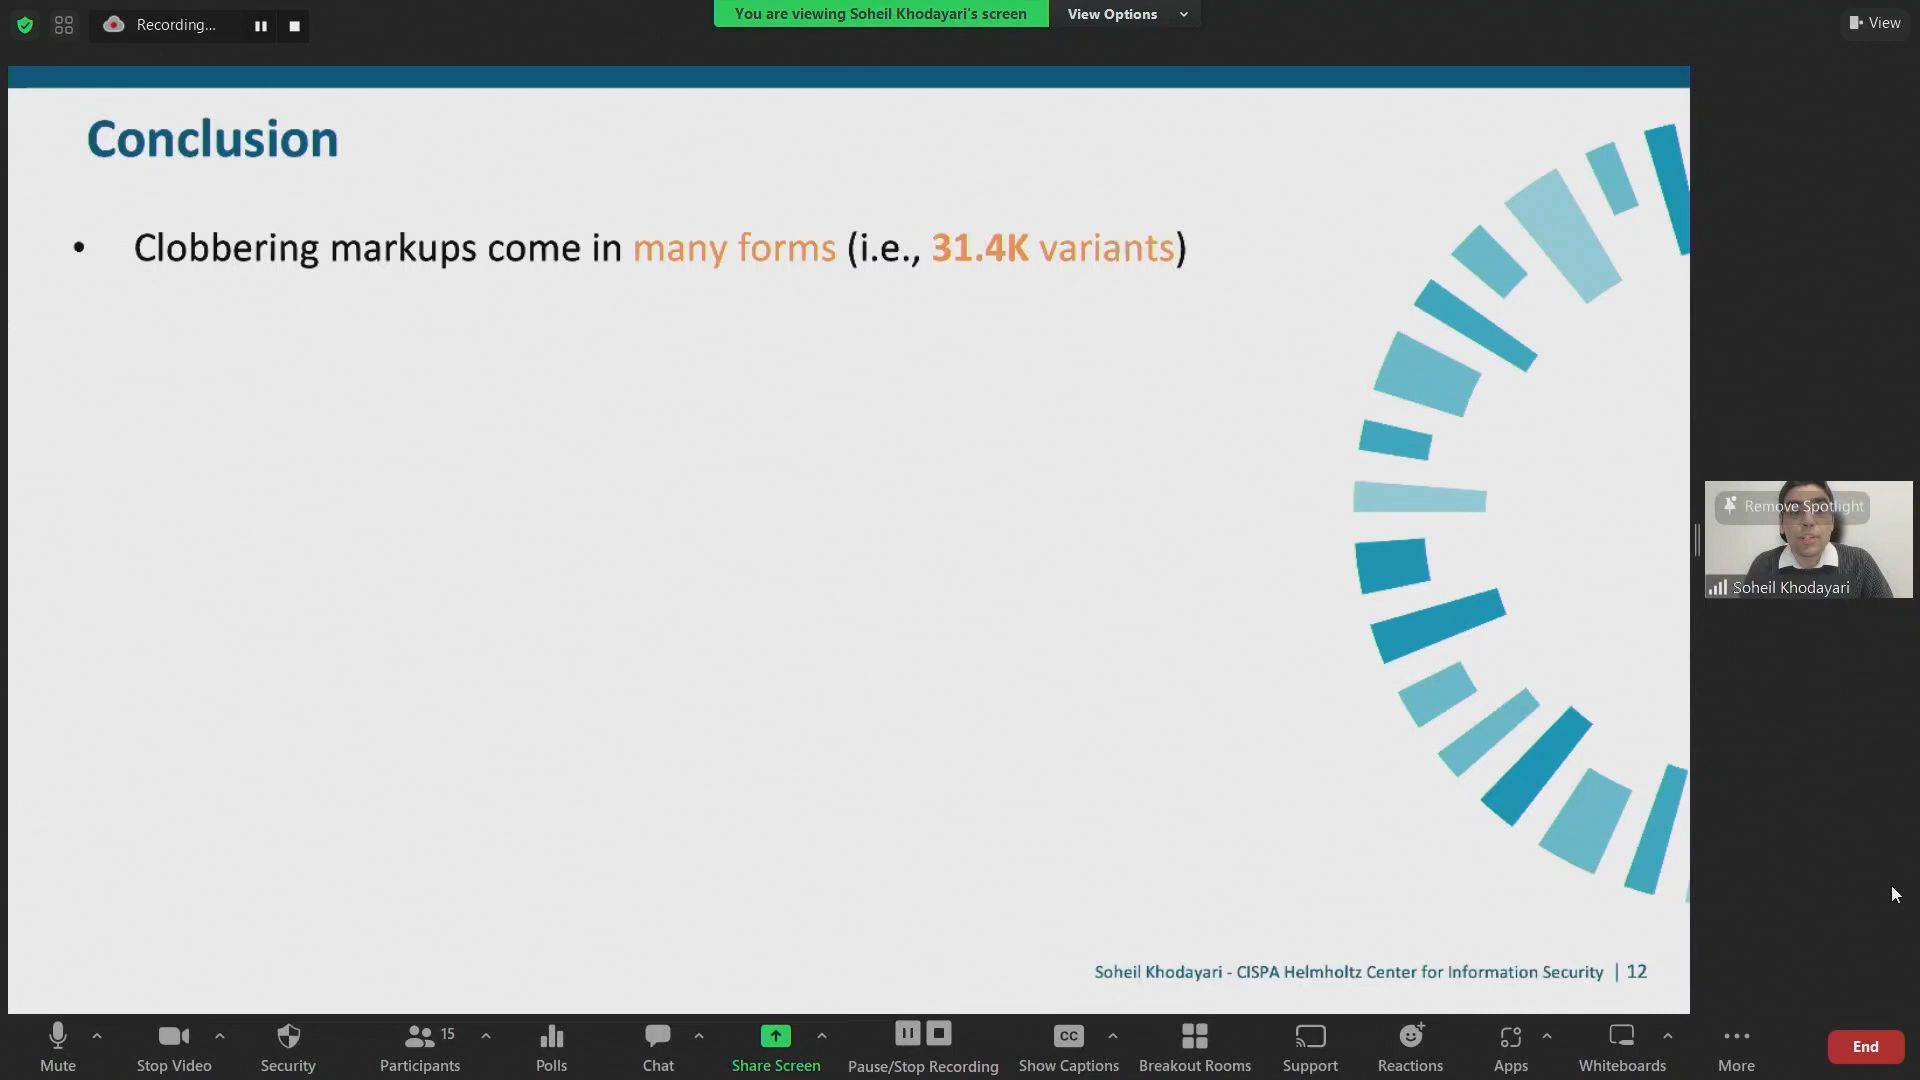 Recording...
You are viewing Soheil Khodayari's screen
View Options
View
Conclusion
• Clobbering markups come in many forms (i.e., 31.4K variants)
Remove Spotlight
Soheil Khodayari
Soheil Khodayari - CISPA Helmholtz Center for Information Security | 12
Mute
Stop Video
Security
15
Participants
Polls
Chat
Share Screen
Pause/Stop Recording
CC
Show Captions
Breakout Rooms
Support
Reactions
Apps
Whiteboards
More
End